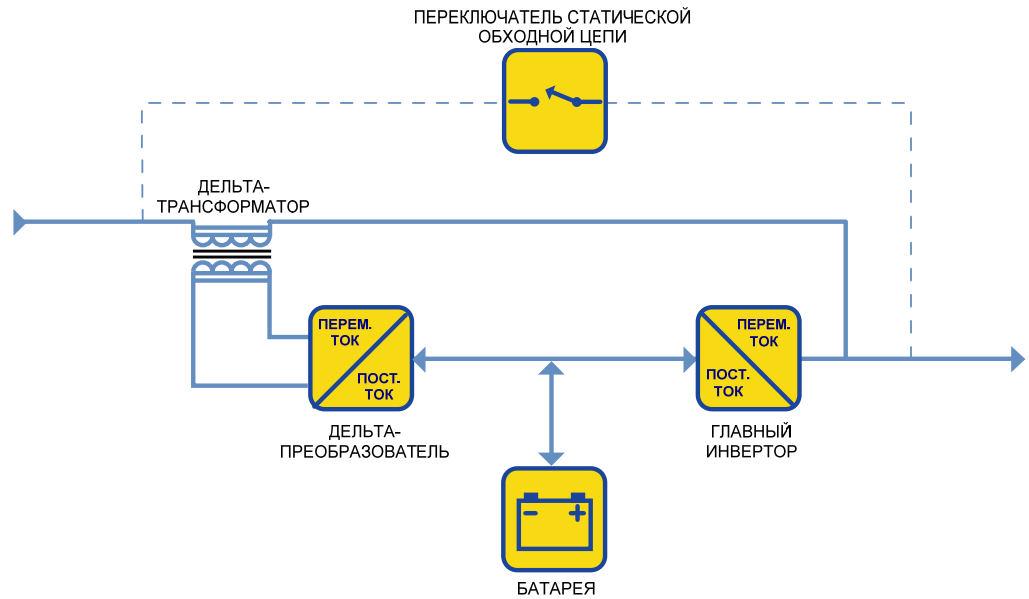 ПЕРЕКЛЮЧАТЕЛЬ СТАТИЧЕСКОЙ
ОБХОДНОЙ ЦЕПИ
ДЕЛЬТА-
ТРАНСФОРМАТОР
ПЕРЕМ.
ТОК
ПОСТ.
ТОК
ДЕЛЬТА-
ПРЕОБРАЗОВАТЕЛЬ
ПЕРЕМ.
ТОК
ПОСТ.
ТОК
ГЛАВНЫЙ
ИНВЕРТОР
БАТАРЕЯ